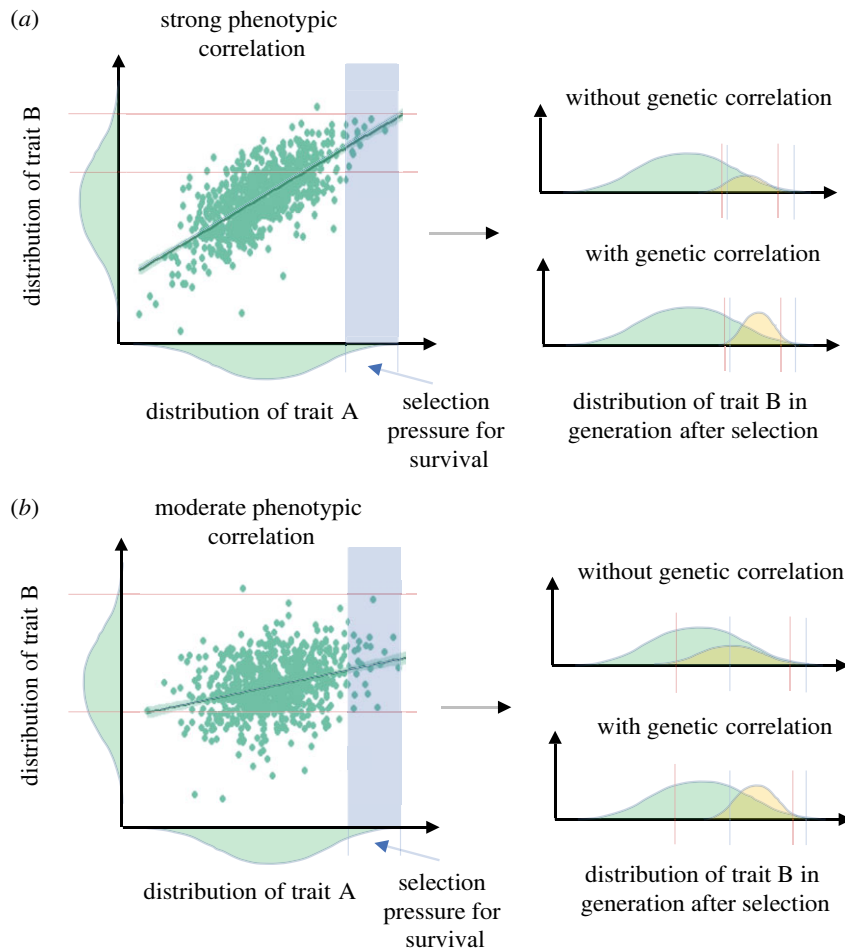 (a)
strong phenotypic
correlation
distribution of trait B
without genetic correlation
with genetic correlation
distribution of trait A
selection
pressure for
survival
distribution of trait B in
generation after selection
(b)
moderate phenotypic
correlation
distribution of trait B
without genetic correlation
with genetic correlation
distribution of trait A
selection
pressure for
survival
distribution of trait B in
generation after selection